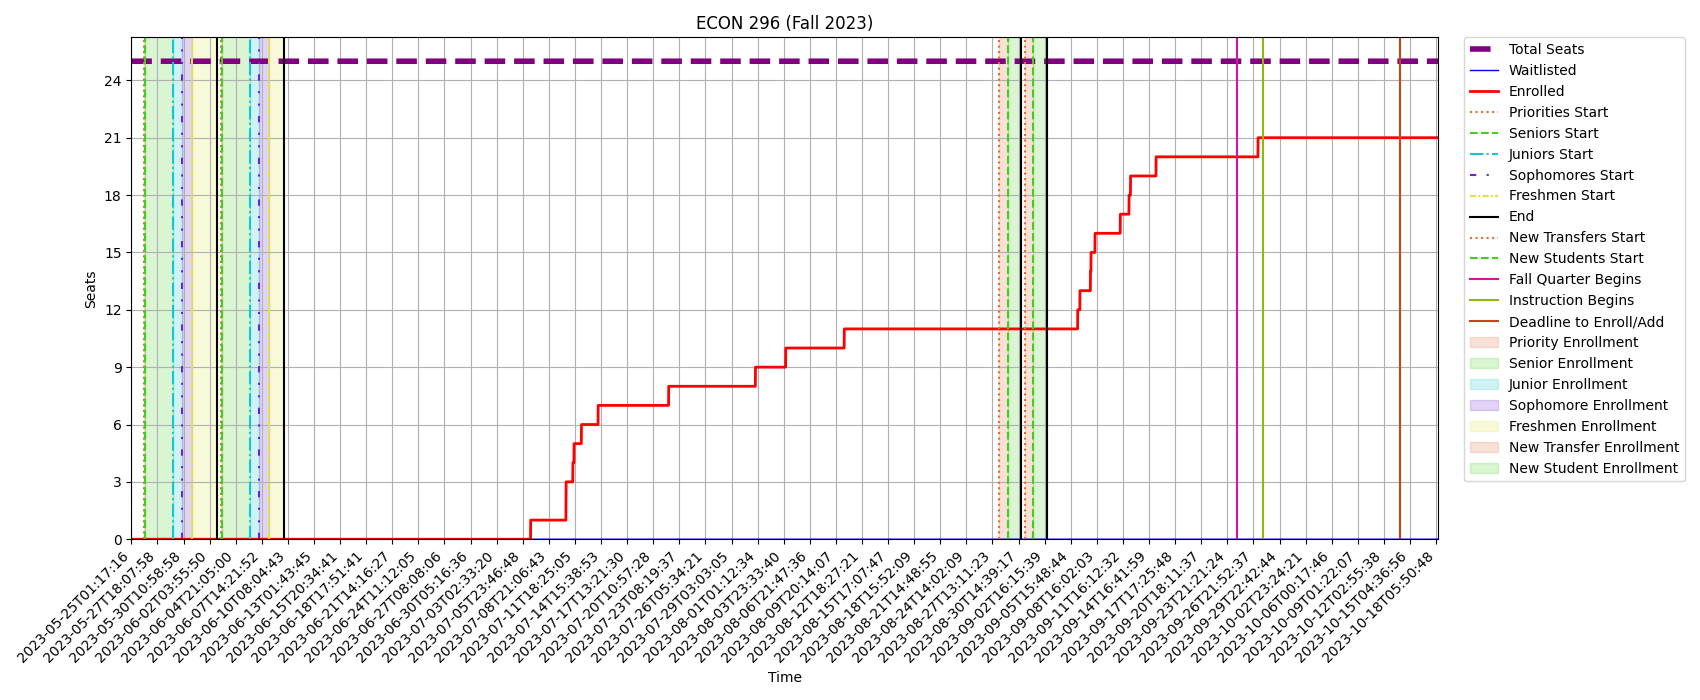 ECON 296 (Fall 2023)
Seats
24
21
18
15
12
9
6
3
0
2023-05-25T01:17:16
2023-05-27T18:07:58
2023-05-30T10:58:58
2023-06-02T03:55:50
2023-06-04T21:05:00
2023-06-07T14:21:52
2023-06-10T08:04:43
2023-06-13T01:43:45
2023-06-15T20:34:41
2023-06-18T17:51:41
2023-06-21T14:16:27
2023-06-24T11:12:05
2023-06-27T08:08:06
2023-06-30T05:16:36
2023-07-03T02:33:20
2023-07-05T23:46:48
2023-07-08T21:06:43
2023-07-11T18:25:05
2023-07-14T15:38:53
2023-07-17T13:21:30
2023-07-20T10:57:28
2023-07-23T08:19:37
2023-07-26T05:34:21
2023-07-29T03:03:05
2023-08-01T01:12:34
2023-08-03T23:33:40
2023-08-06T21:47:36
2023-08-09T20:14:07
2023-08-12T18:27:21
2023-08-15T17:07:47
2023-08-18T15:52:09
2023-08-21T14:48:55
2023-08-24T14:02:09
2023-08-27T13:11:23
2023-08-30T14:39:17
2023-09-02T16:15:39
2023-09-05T15:48:44
2023-09-08T16:02:03
2023-09-11T16:12:32
2023-09-14T16:41:59
2023-09-17T17:25:48
2023-09-20T18:11:37
2023-09-23T21:21:24
2023-09-26T21:52:37
2023-09-29T22:42:44
2023-10-02T23:24:21
2023-10-06T00:17:46
2023-10-09T01:22:07
2023-10-12T02:55:38
2023-10-15T04:36:56
2023-10-18T05:50:48
Time
Total Seats
Waitlisted
Enrolled
Priorities Start
Seniors Start
Juniors Start
Sophomores Start
Freshmen Start
End
New Transfers Start
New Students Start
Fall Quarter Begins
Instruction Begins
Deadline to Enroll/Add
Priority Enrollment
Senior Enrollment
Junior Enrollment
Sophomore Enrollment
Freshmen Enrollment
New Transfer Enrollment
New Student Enrollment